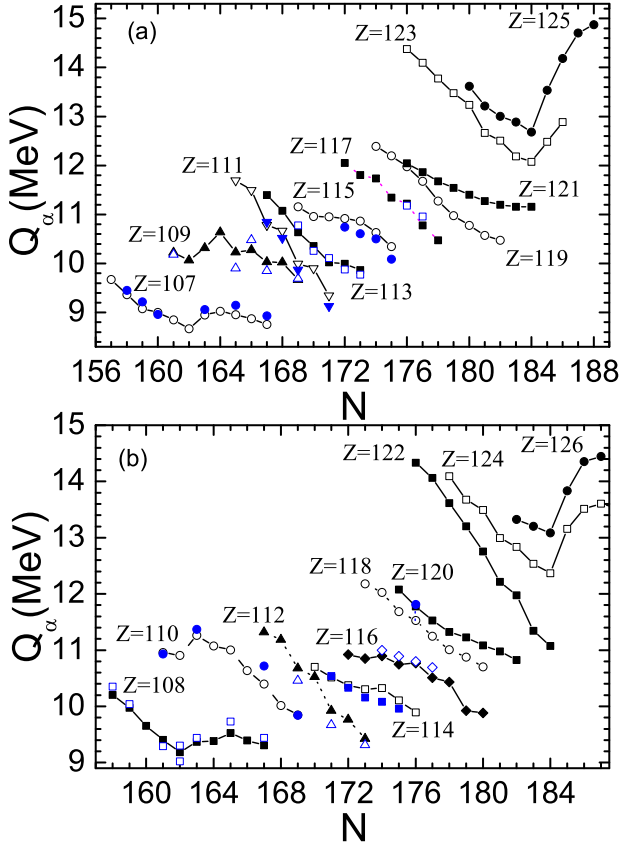 (a)
Z=123
Z=125
Z=117
Z=111
Z=115
Z=121
Z=109
Z=119
Z=107
Z=113
15
14
13
12
11
10
9
Qα(MeV)
156 160 164 168 172 176 180 184 188
N
(b)
Z=122
Z=124
Z=126
Z=118
Z=120
Z=112
Z=110
Z=116
Z=108
Z=114
15
14
13
12
11
10
9
Qα(MeV)
160 164 168 172 176 180 184
N